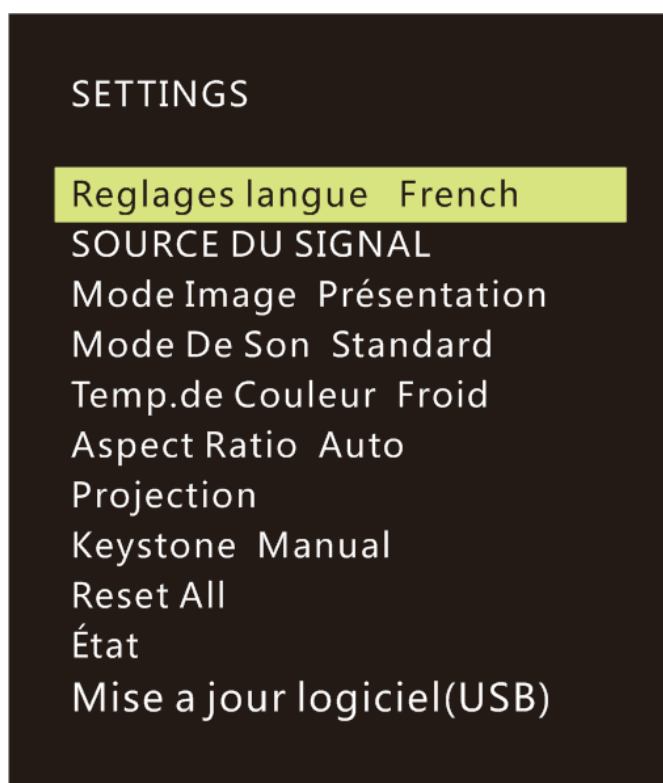 SETTINGS
Reglages langue French
SOURCE DU SIGNAL
Mode Image Présentation
Mode De Son Standard
Temp.de Couleur Froid
Aspect Ratio Auto
Projection
Keystone Manual
Reset All
État
Mise a jour logiciel(USB)